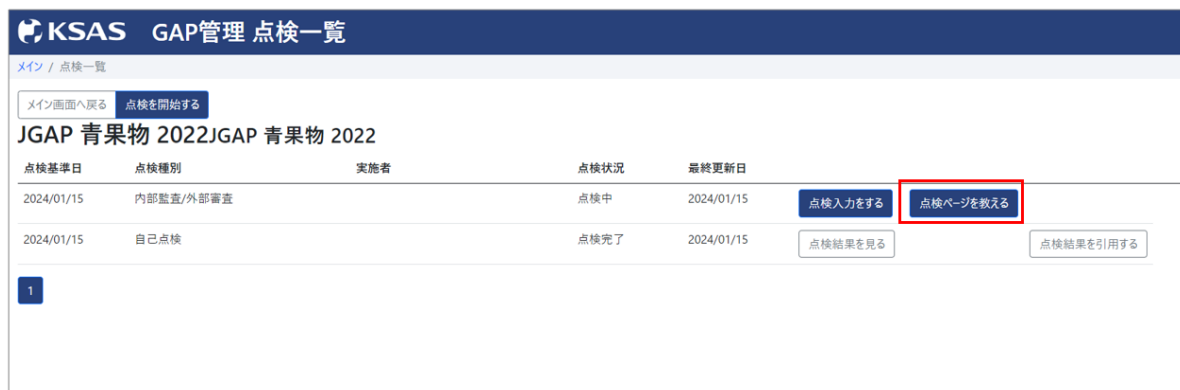 KSAS GAP管理 点検一覧
メイン / 点検一覧
メイン画面へ戻る 点検を開始する
JGAP 青果物 2022JGAP 青果物 2022
点検基準日 点検種別 実施者 点検状況 最終更新日
2024/01/15 内部監査/外部審査 点検中 2024/01/15 点検入力をする 点検ページを教える
2024/01/15 自己点検 点検完了 2024/01/15 点検結果を見る 点検結果を引用する
1